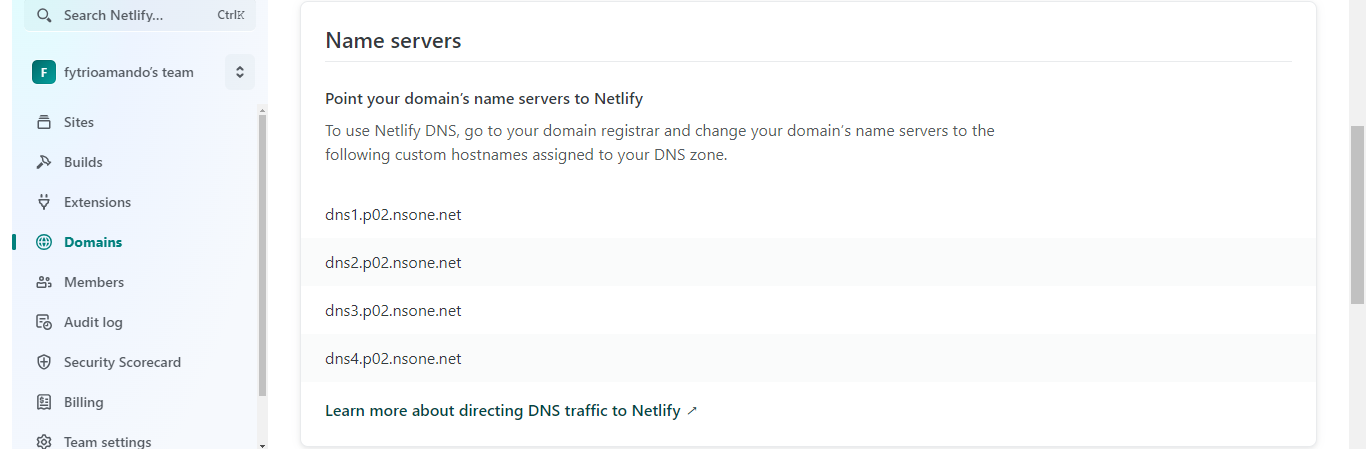 Search Netlify...
CtrlK
F
fytrioamando's team
Sites
Builds
Extensions
Domains
Members
Audit log
Security Scorecard
Billing
Team settings
Name servers
Point your domain's name servers to Netlify
To use Netlify DNS, go to your domain registrar and change your domain's name servers to the
following custom hostnames assigned to your DNS zone.
dns1.p02.nsone.net
dns2.p02.nsone.net
dns3.p02.nsone.net
dns4.p02.nsone.net
Learn more about directing DNS traffic to Netlify ↗